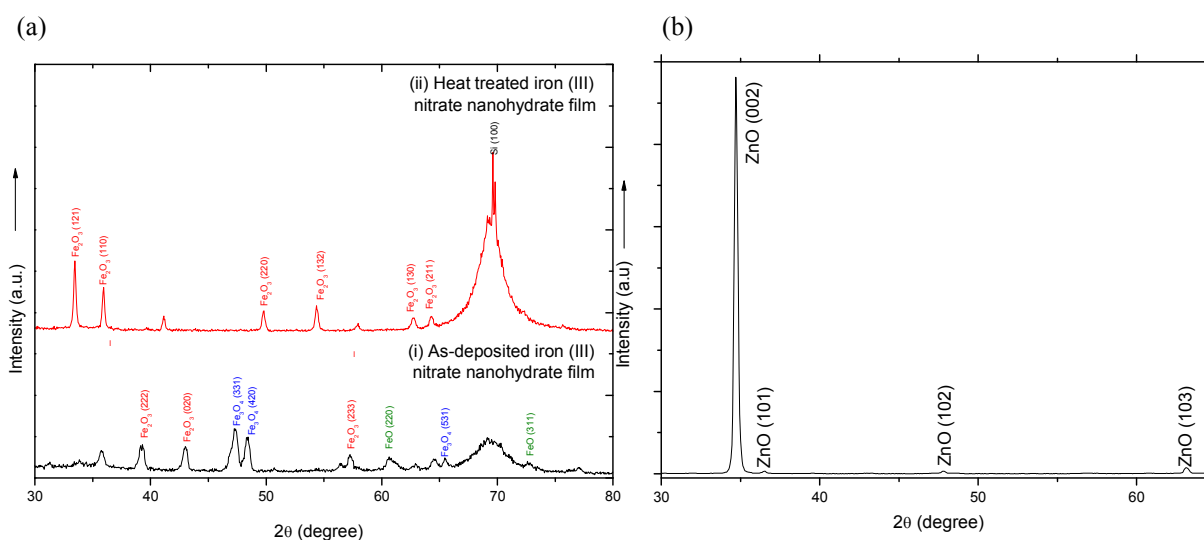 (a)
(b)
(ii) Heat treated iron (III)
nitrate nanohydrate film
Si (100)
Fe₂O₃ (121)
Fe₂O₃ (110)
Fe₂O₃ (220)
Fe₂O₃ (132)
Fe₂O₃ (130)
Fe₂O₃ (211)
(i) As-deposited iron (III)
nitrate nanohydrate film
Fe₂O₃ (222)
Fe₂O₃ (020)
Fe₃O₄ (331)
Fe₃O₄ (420)
Fe₂O₃ (233)
FeO (220)
Fe₃O₄ (531)
FeO (311)
Intensity (a.u.)
30 40 50 60 70 80
2θ (degree)
ZnO (002)
ZnO (101)
ZnO (102)
ZnO (103)
Intensity (a.u)
30 40 50 60
2θ (degree)